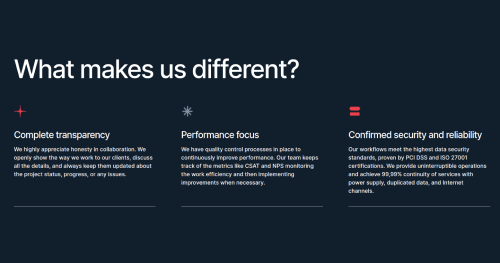 What makes us different?
Complete transparency
We highly appreciate honesty in collaboration. We
openly show the way we work to our clients, discuss
all the details, and always keep them updated about
the project status, progress, or any issues.
Performance focus
We have quality control processes in place to
continuously improve performance. Our team keeps
track of the metrics like CSAT and NPS monitoring
the work efficiency and then implementing
improvements when necessary.
Confirmed security and reliability
Our workflows meet the highest data security
standards, proven by PCI DSS and ISO 27001
certifications. We provide uninterruptible operations
and achieve 99,99% continuity of services with
power supply, duplicated data, and Internet
channels.